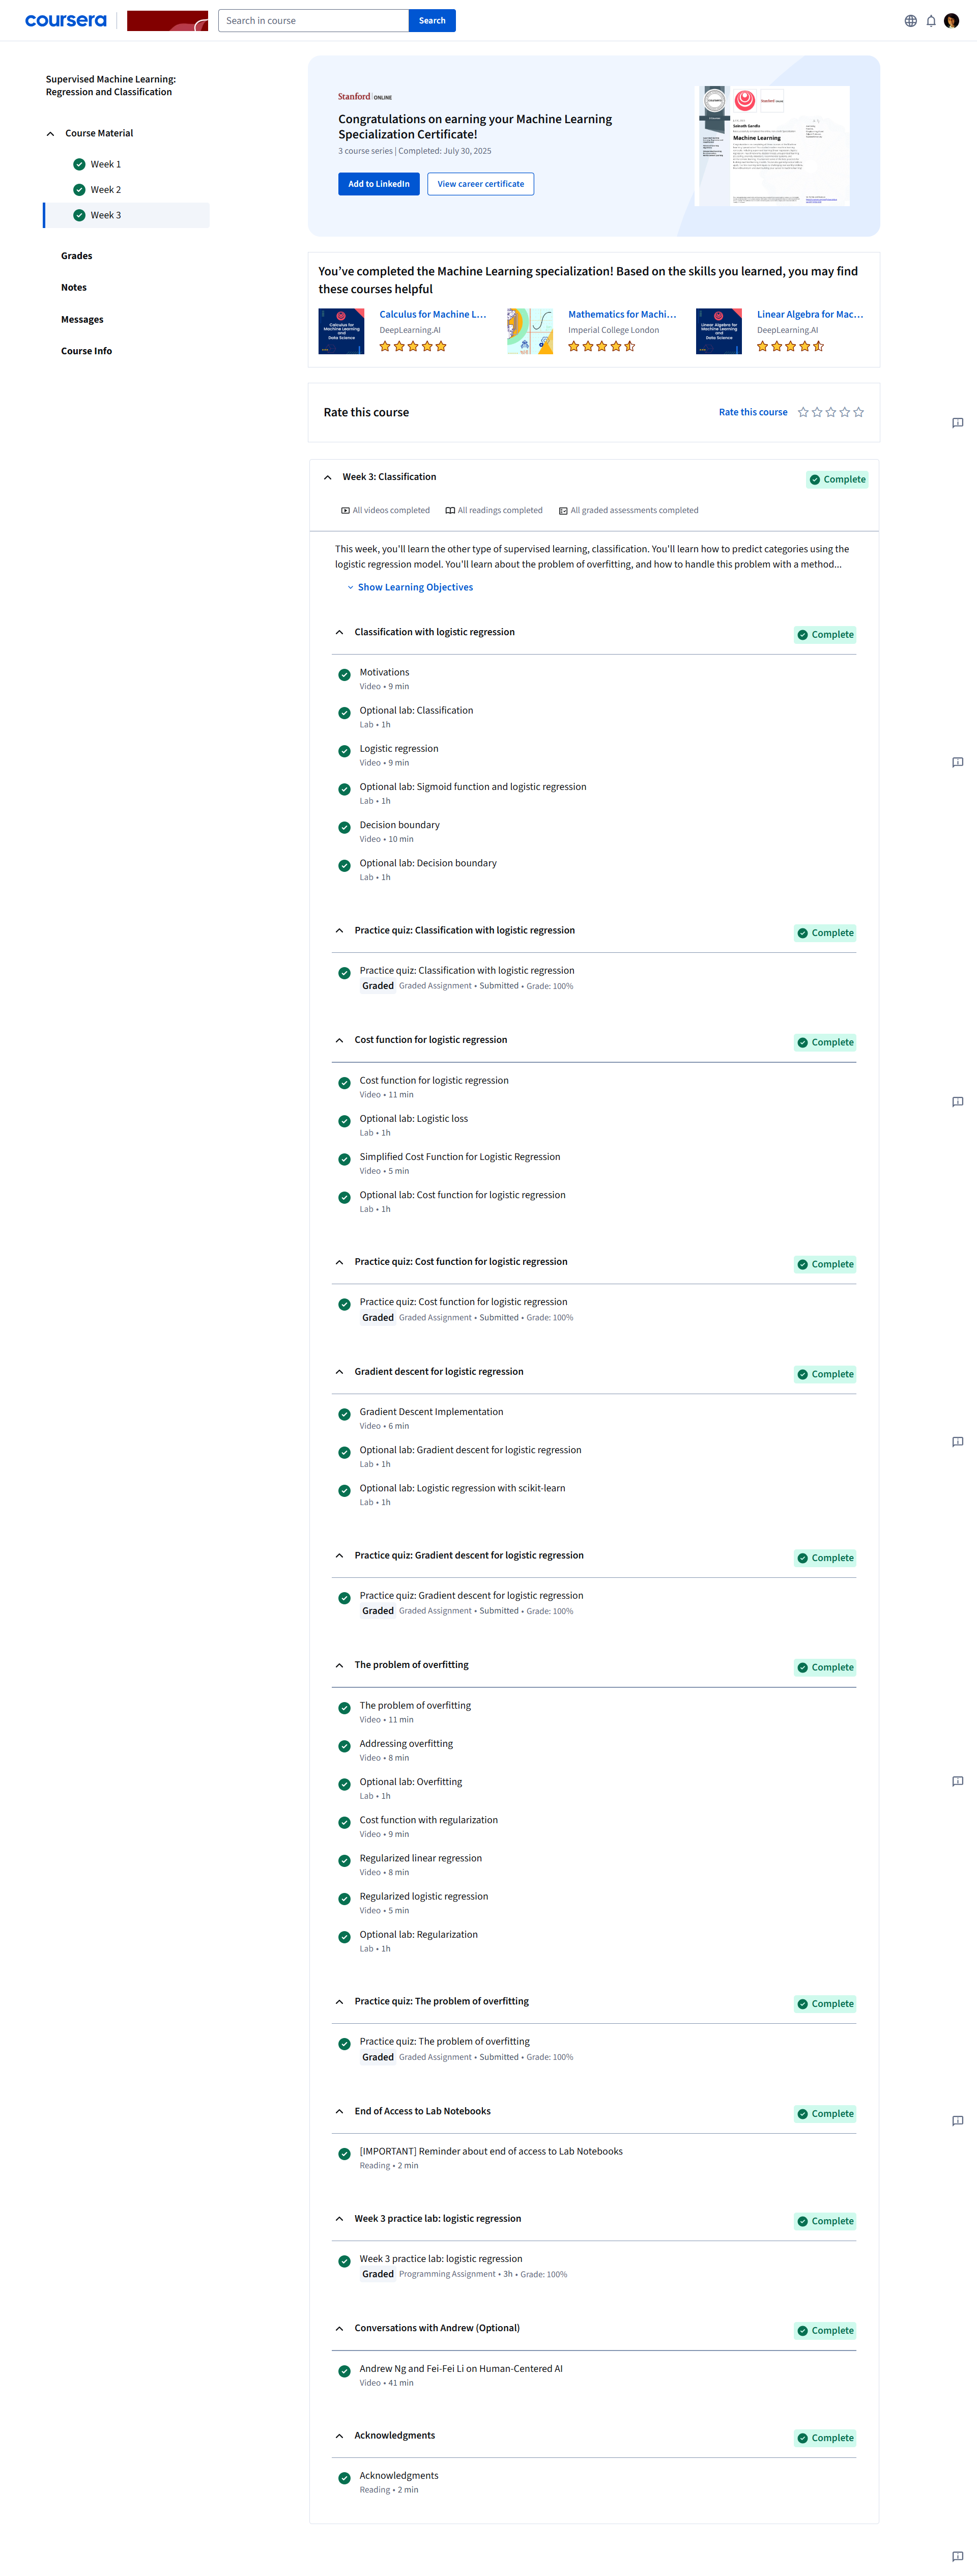 coursera
Search in course
Search
Supervised Machine Learning:
Regression and Classification
Course Material
Week 1
Week 2
Week 3
Grades
Notes
Messages
Course Info
Stanford | ONLINE
Congratulations on earning your Machine Learning
Specialization Certificate!
3 course series | Completed: July 30, 2025
Add to LinkedIn
View career certificate
Machine Learning
You've completed the Machine Learning specialization! Based on the skills you learned, you may find
these courses helpful
Calculus for Machine L...
DeepLearning.AI
Mathematics for Machi...
Imperial College London
Linear Algebra for Mac...
DeepLearning.AI
Rate this course
Rate this course
Week 3: Classification
Complete
All videos completed
All readings completed
All graded assessments completed
This week, you'll learn the other type of supervised learning, classification. You'll learn how to predict categories using the
logistic regression model. You'll learn about the problem of overfitting, and how to handle this problem with a method...
Show Learning Objectives
Classification with logistic regression
Complete
Motivations
Video • 9 min
Optional lab: Classification
Lab • 1h
Logistic regression
Video • 9 min
Optional lab: Sigmoid function and logistic regression
Lab • 1h
Decision boundary
Video • 10 min
Optional lab: Decision boundary
Lab • 1h
Practice quiz: Classification with logistic regression
Complete
Practice quiz: Classification with logistic regression
Graded Graded Assignment • Submitted • Grade: 100%
Cost function for logistic regression
Complete
Cost function for logistic regression
Video • 11 min
Optional lab: Logistic loss
Lab • 1h
Simplified Cost Function for Logistic Regression
Video • 5 min
Optional lab: Cost function for logistic regression
Lab • 1h
Practice quiz: Cost function for logistic regression
Complete
Practice quiz: Cost function for logistic regression
Graded Graded Assignment • Submitted • Grade: 100%
Gradient descent for logistic regression
Complete
Gradient Descent Implementation
Video • 6 min
Optional lab: Gradient descent for logistic regression
Lab • 1h
Optional lab: Logistic regression with scikit-learn
Lab • 1h
Practice quiz: Gradient descent for logistic regression
Complete
Practice quiz: Gradient descent for logistic regression
Graded Graded Assignment • Submitted • Grade: 100%
The problem of overfitting
Complete
The problem of overfitting
Video • 11 min
Addressing overfitting
Video • 8 min
Optional lab: Overfitting
Lab • 1h
Cost function with regularization
Video • 9 min
Regularized linear regression
Video • 8 min
Regularized logistic regression
Video • 5 min
Optional lab: Regularization
Lab • 1h
Practice quiz: The problem of overfitting
Complete
Practice quiz: The problem of overfitting
Graded Graded Assignment • Submitted • Grade: 100%
End of Access to Lab Notebooks
Complete
[IMPORTANT] Reminder about end of access to Lab Notebooks
Reading • 2 min
Week 3 practice lab: logistic regression
Complete
Week 3 practice lab: logistic regression
Graded Programming Assignment • 3h • Grade: 100%
Conversations with Andrew (Optional)
Complete
Andrew Ng and Fei-Fei Li on Human-Centered AI
Video • 41 min
Acknowledgments
Complete
Acknowledgments
Reading • 2 min